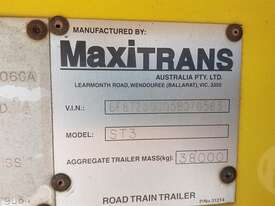 MANUFACTURED BY:
MaxiTRANS
AUSTRALIA PTY. LTD.
LEARMONTH ROAD, WENDOUREE (BALLARAT), VIC. 3355
V.I.N.:
MODEL: ST3
AGGREGATE TRAILER MASS(kg): 38000
ROAD TRAIN TRAILER